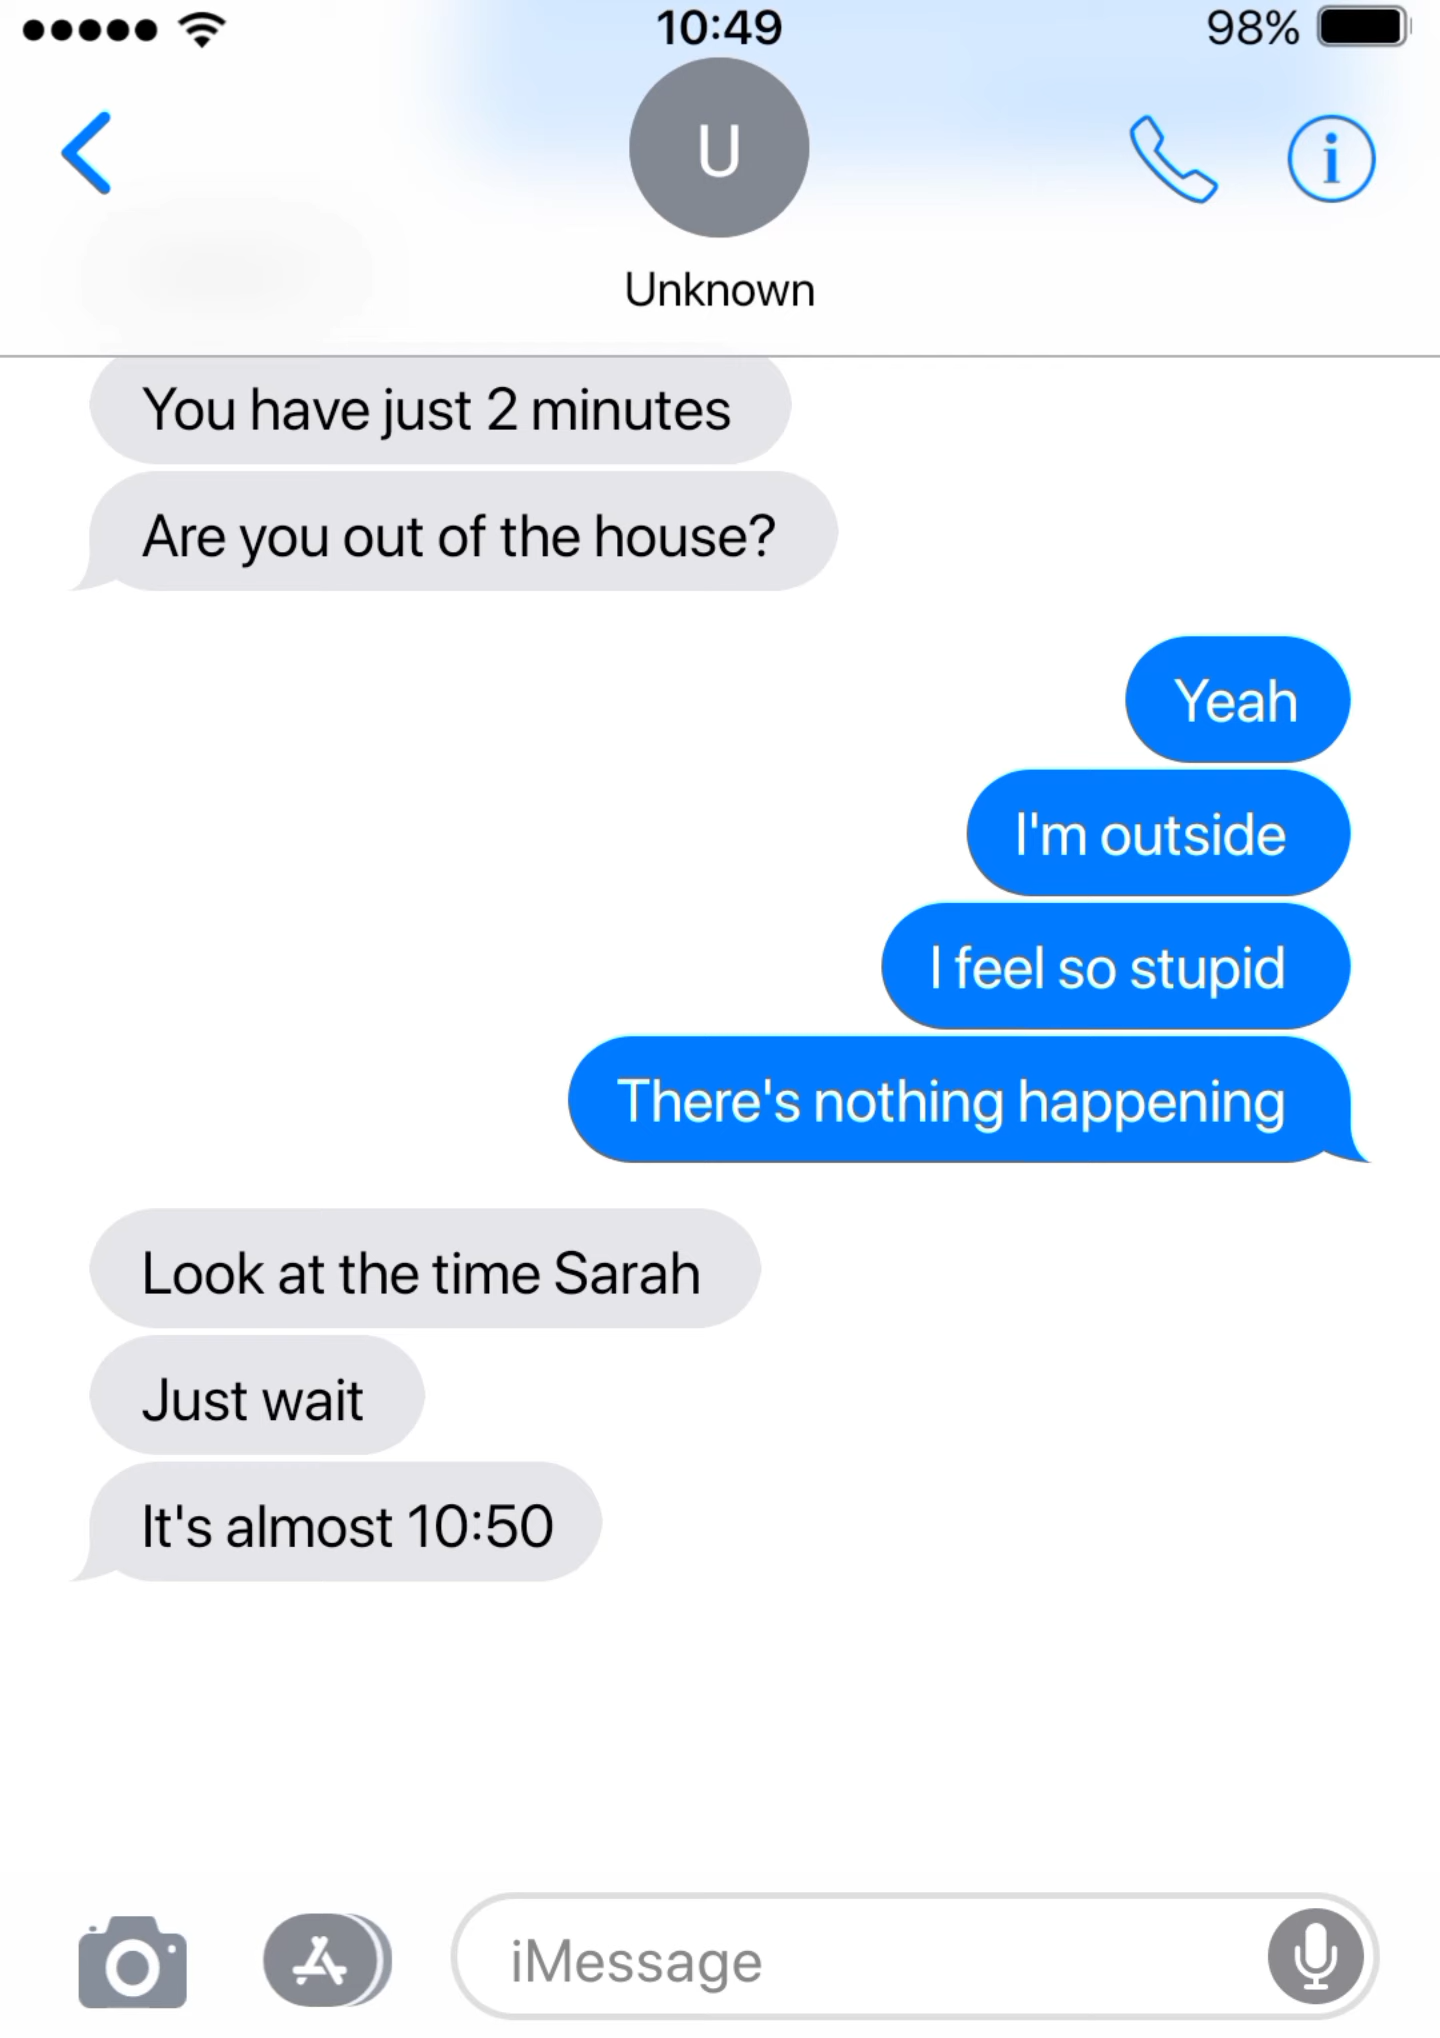 10:49
98%
U
Unknown
You have just 2 minutes
Are you out of the house?
Yeah
I'm outside
I feel so stupid
There's nothing happening
Look at the time Sarah
Just wait
It's almost 10:50
iMessage